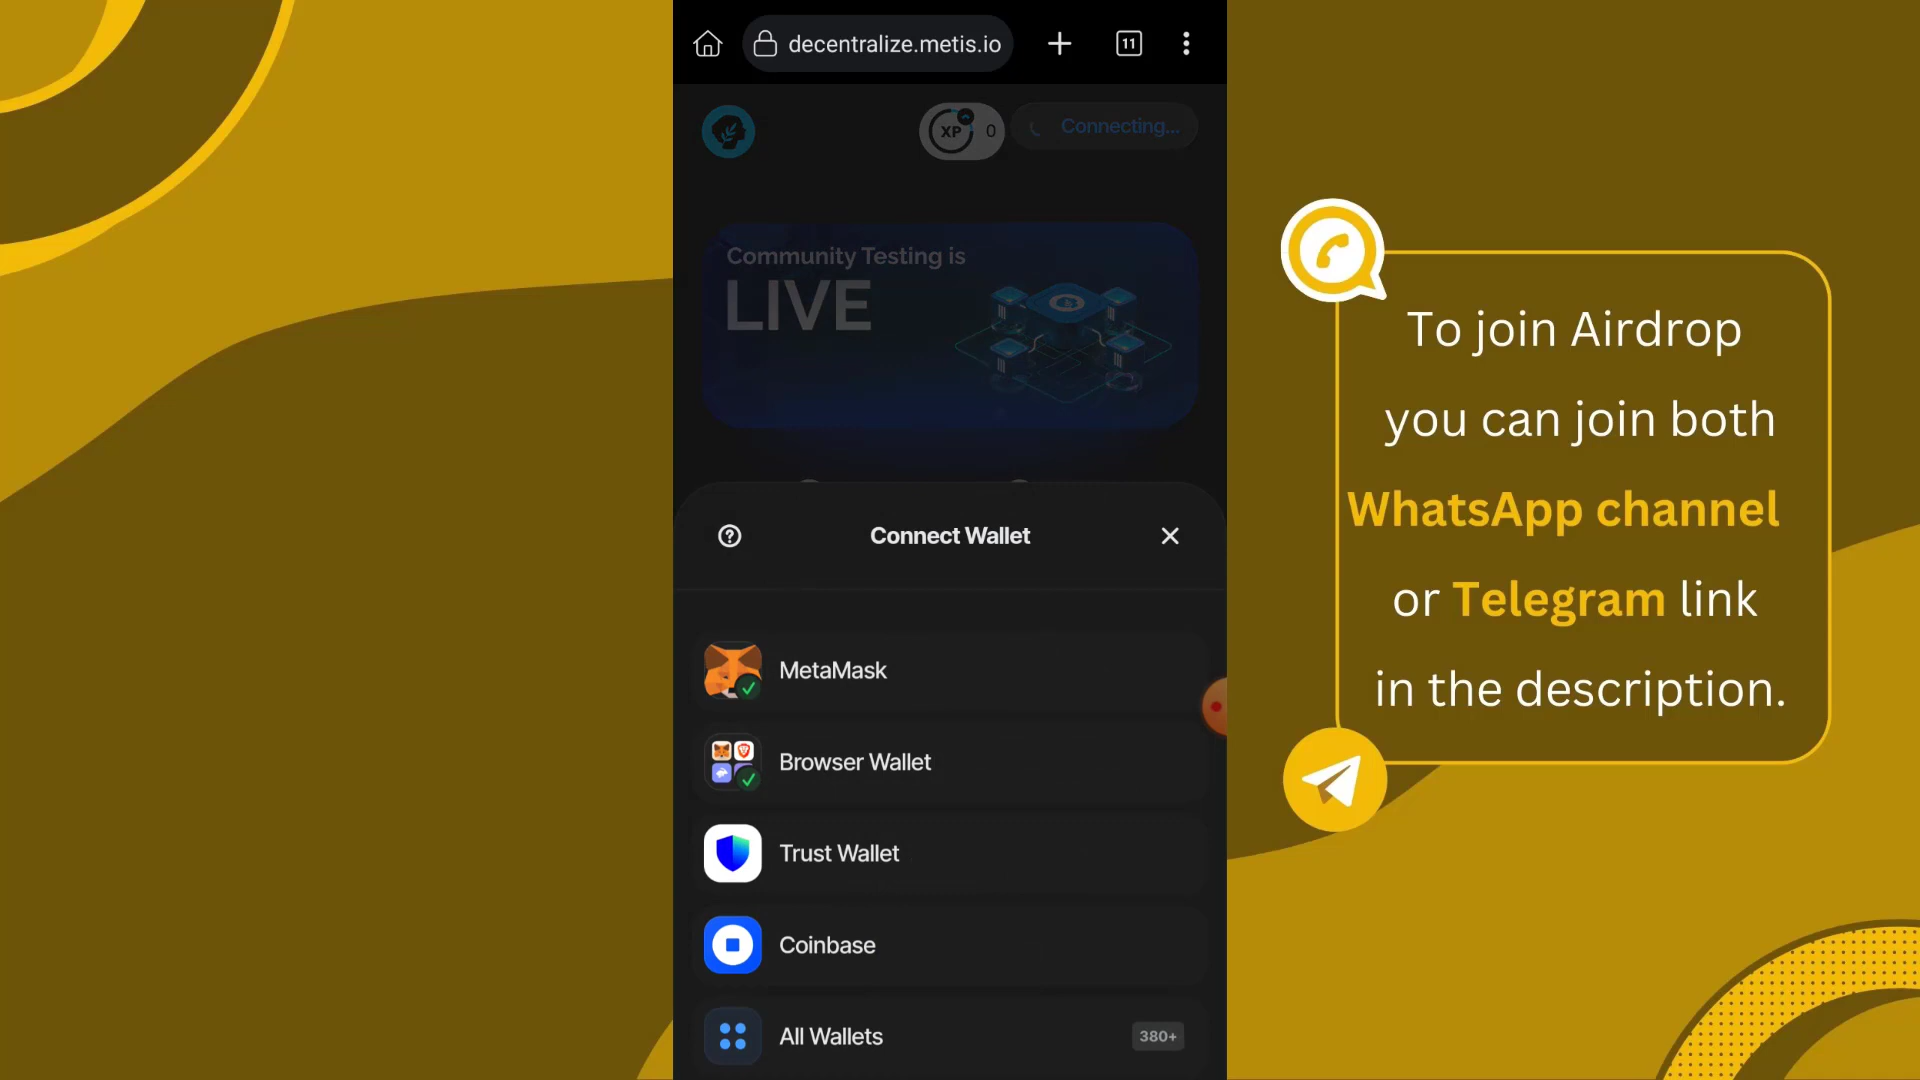 decentralize.metis.io
11
XP
0
Connecting...
Community Testing is
LIVE
Connect Wallet
MetaMask
Browser Wallet
Trust Wallet
Coinbase
All Wallets
380+
To join Airdrop
you can join both
WhatsApp channel
or Telegram link
in the description.